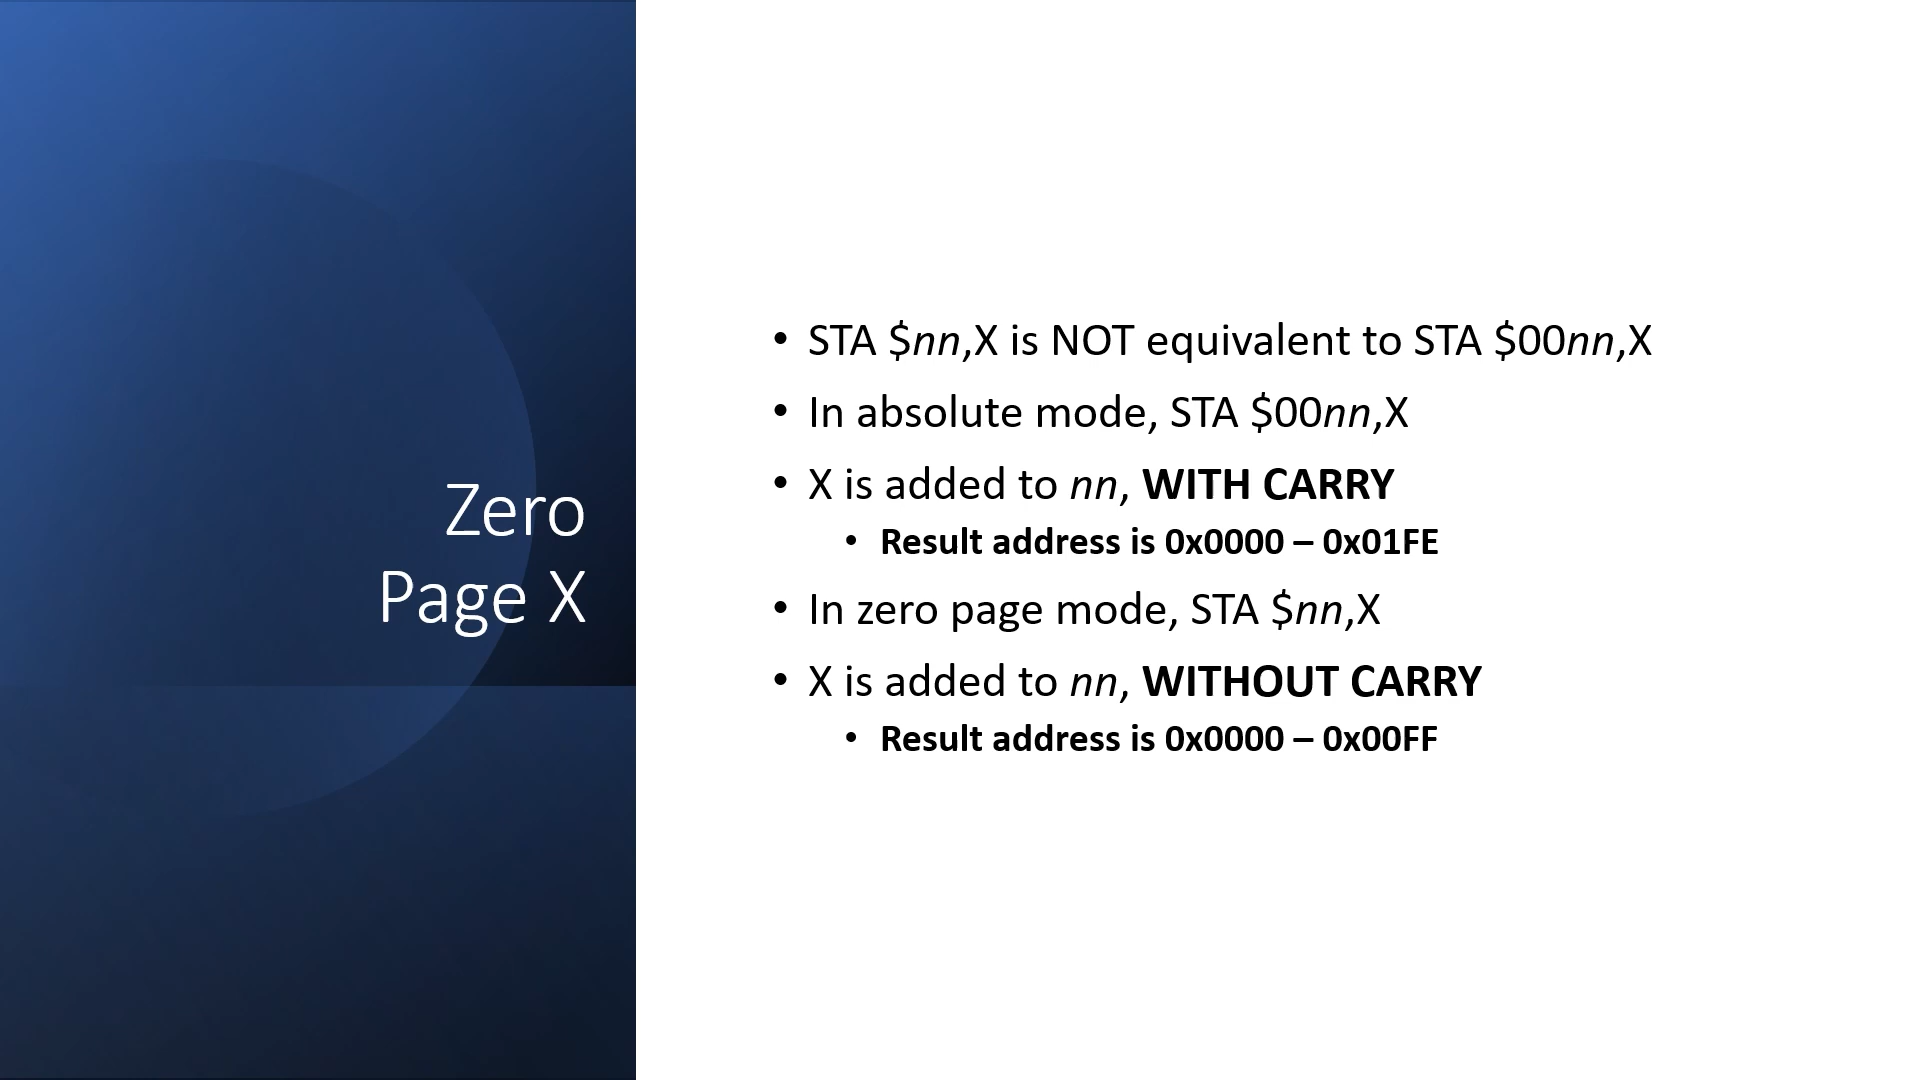 Zero
Page X
• STA $nn,X is NOT equivalent to STA $00nn,X
• In absolute mode, STA $00nn,X
• X is added to nn, WITH CARRY
• Result address is 0x0000 – 0x01FE
• In zero page mode, STA $nn,X
• X is added to nn, WITHOUT CARRY
• Result address is 0x0000 – 0x00FF